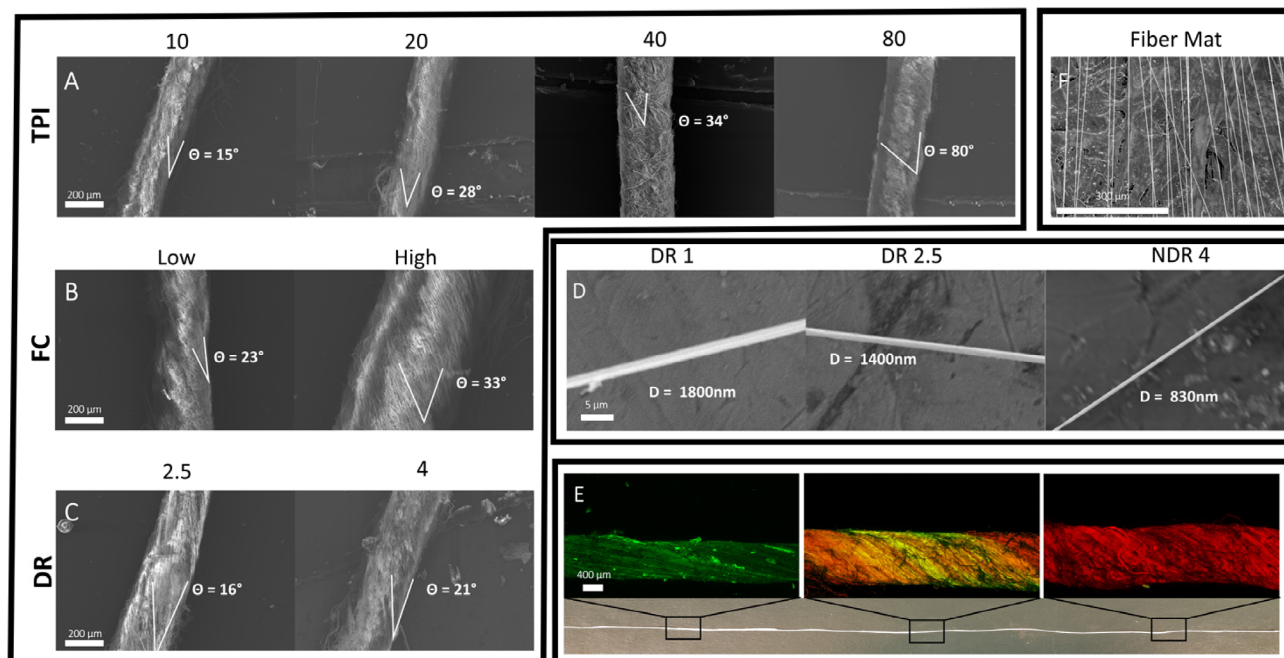 10 20 40 80
A
TPI
Θ = 15°
Θ = 28°
Θ = 34°
Θ = 80°
200 µm
Fiber Mat
F
300 µm
Low High
B
FC
Θ = 23°
Θ = 33°
200 µm
DR 1 DR 2.5 NDR 4
D
D = 1800nm
D = 1400nm
D = 830nm
5 µm
2.5 4
C
DR
Θ = 16°
Θ = 21°
200 µm
E
400 µm